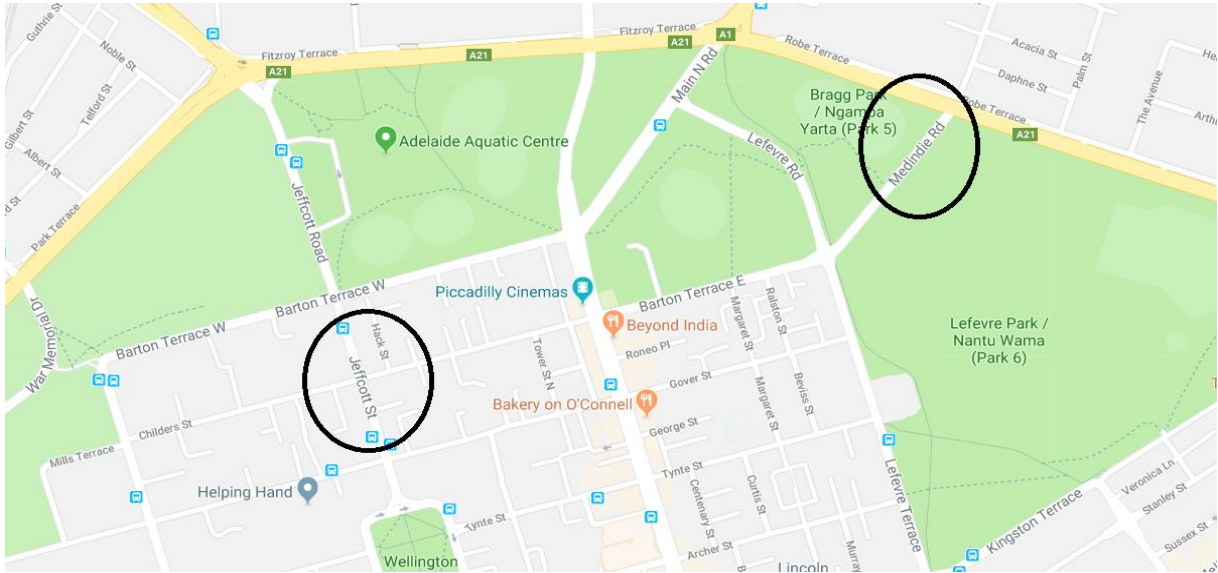 Guthrie St
Noble St
Telford St
Gilbert St
Albert St
Park Terrace
Fitzroy Terrace
A21
Fitzroy Terrace
A21
A21
A1
Robe Terrace
Acacia St
Daphne St
Palm St
The Avenue
He
Arthu
Robe Terrace
A21
Main N Rd
Bragg Park
/ Ngampa
Yarta (Park 5)
Medindie Rd
Lefevre Rd
Adelaide Aquatic Centre
Jeffcott Road
War Memorial Dr
Barton Terrace W
Barton Terrace W
Piccadilly Cinemas
Barton Terrace E
Beyond India
Roneo Pl
Margaret St
Ralston St
Lefevre Park /
Nantu Wama
(Park 6)
Hack St
Jeffcott St
Tower St N
Gover St
Bakery on O'Connell
Margaret St
Beviss St
George St
Childers St
Mills Terrace
Helping Hand
Tynte St
Tynte St
Centenary St
Curtis St
Archer St
Murray
Lefevre Terrace
Kingston Terrace
Veronica Ln
Stanley St
Sussex St
Wellington
Lincoln
T